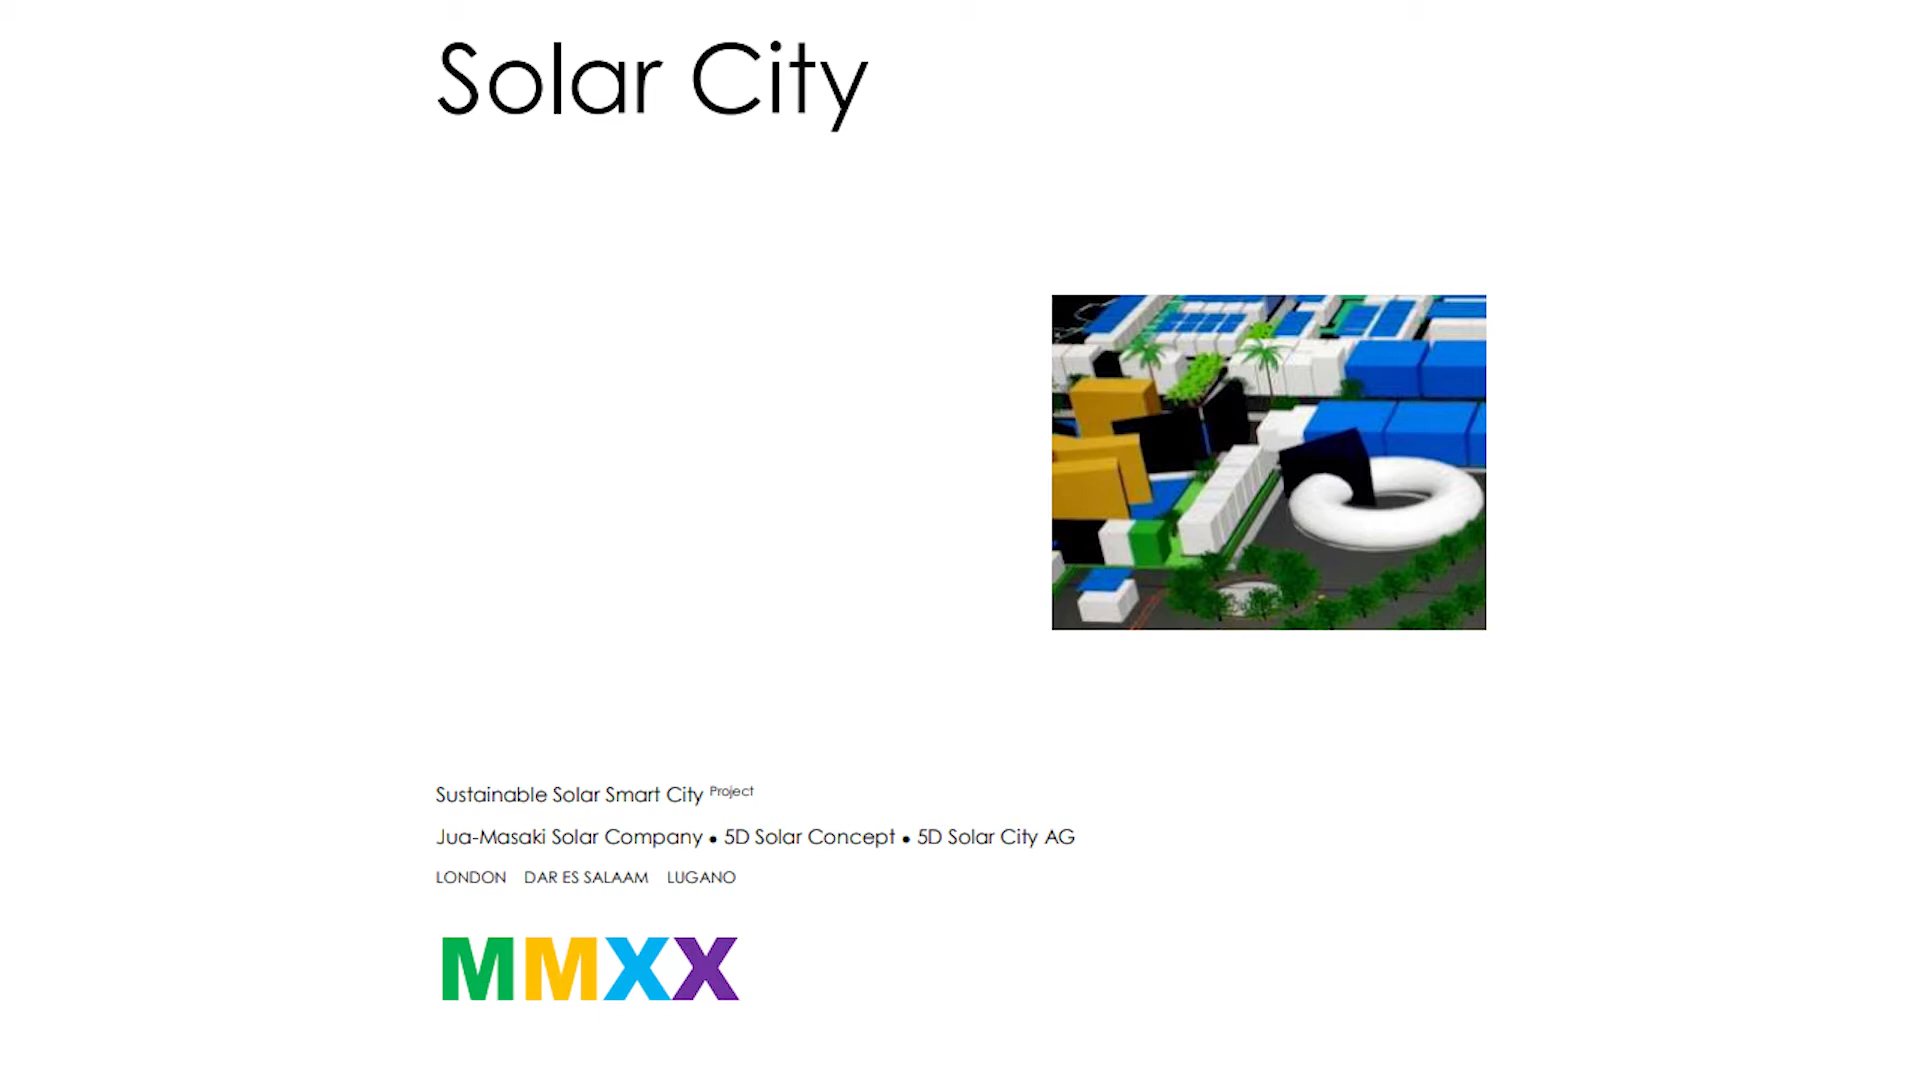 Solar City
Sustainable Solar Smart City Project
Jua-Masaki Solar Company • 5D Solar Concept • 5D Solar City AG
LONDON DAR ES SALAAM LUGANO
MMXX